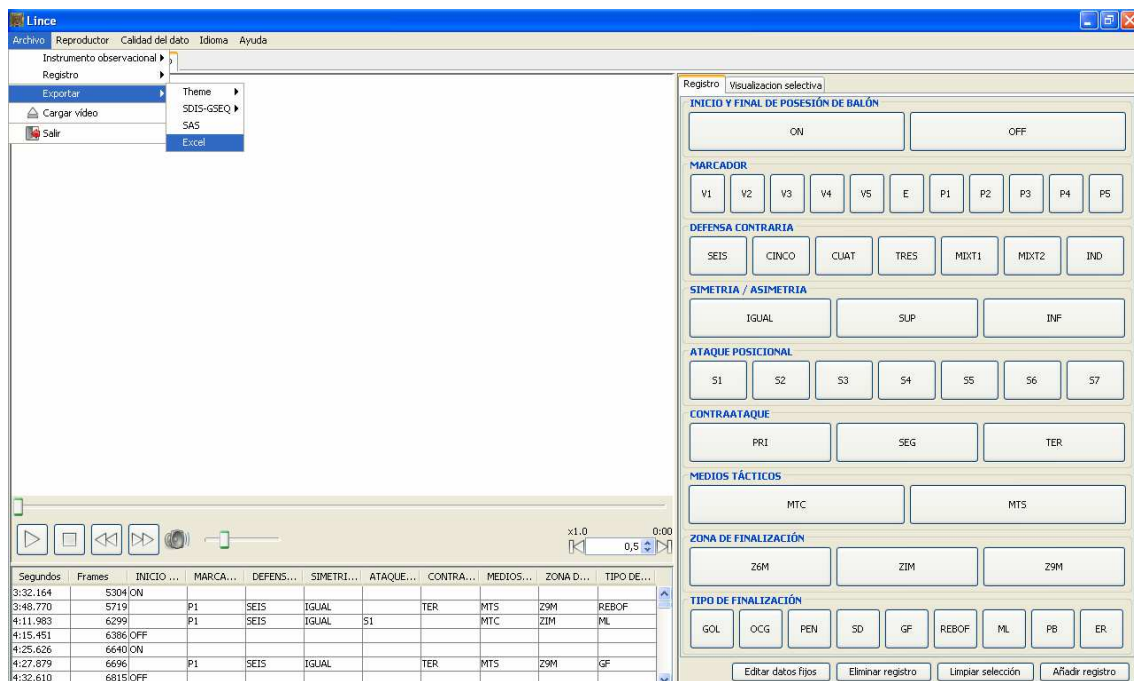 Lince
Archivo Reproductor Calidad del dato Idioma Ayuda
Instrumento observacional
Registro
Exportar
Cargar vídeo
Salir
Theme
SDIS-GSEQ
SAS
Excel
x1.0 0:00
0,5
Segundos Frames INICIO ... MARCA... DEFENS... SIMETRI... ATAQUE... CONTRA... MEDIOS... ZONA D... TIPO DE...
3:32.164 5304 ON
3:48.770 5719 P1 SEIS IGUAL TER MTS Z9M REBOF
4:11.983 6299 P1 SEIS IGUAL S1 MTC ZIM ML
4:15.451 6386 OFF
4:25.626 6640 ON
4:27.879 6696 P1 SEIS IGUAL TER MTS Z9M GF
4:32.610 6815 OFF
Registro Visualizacion selectiva
INICIO Y FINAL DE POSESIÓN DE BALÓN
ON OFF
MARCADOR
V1 V2 V3 V4 V5 E P1 P2 P3 P4 P5
DEFENSA CONTRARIA
SEIS CINCO CUAT TRES MIXT1 MIXT2 IND
SIMETRIA / ASIMETRIA
IGUAL SUP INF
ATAQUE POSICIONAL
S1 S2 S3 S4 S5 S6 S7
CONTRAATAQUE
PRI SEG TER
MEDIOS TÁCTICOS
MTC MTS
ZONA DE FINALIZACIÓN
Z6M ZIM Z9M
TIPO DE FINALIZACIÓN
GOL OCG PEN SD GF REBOF ML PB ER
Editar datos fijos Eliminar registro Limpiar selección Añadir registro